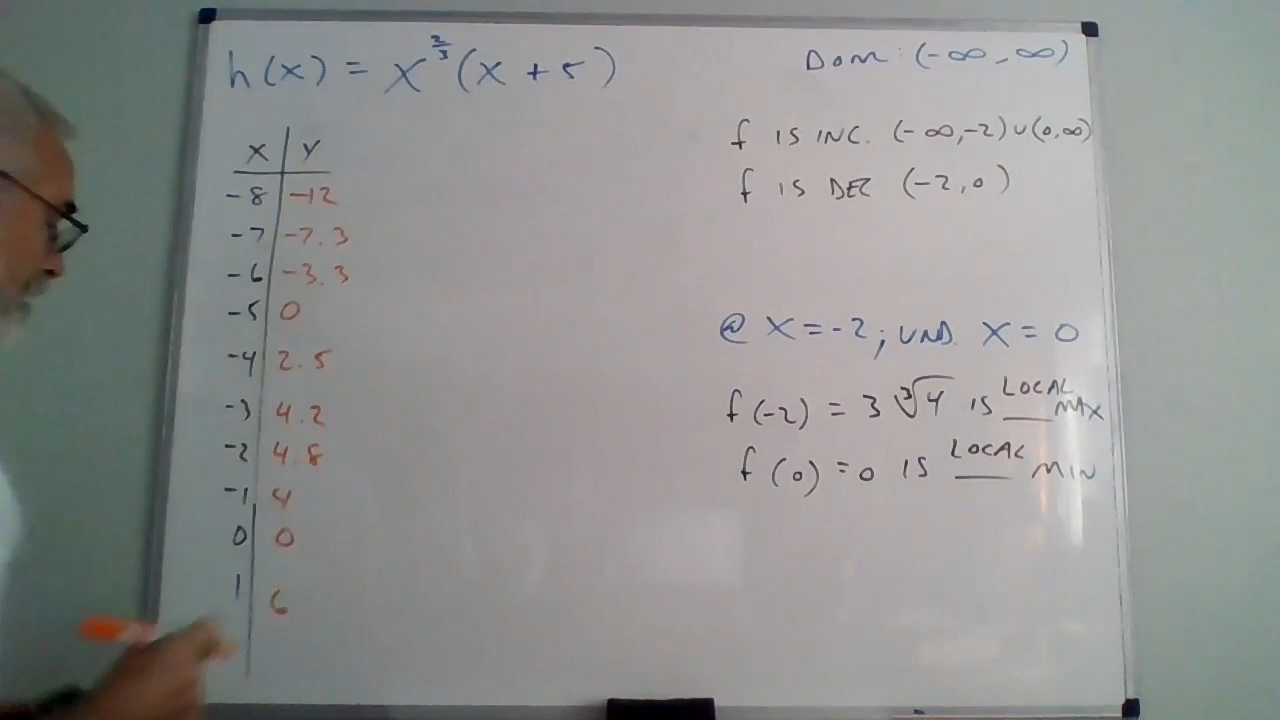 h(x) = x^(2/3) (x + 5)
Dom: (-∞, ∞)
x | y
-8 | -12
-7 | -7.3
-6 | -3.3
-5 | 0
-4 | 2.5
-3 | 4.2
-2 | 4.8
-1 | 4
0 | 0
1 | 6
f IS INC. (-∞,-2)∪(0,∞)
f IS DEC (-2,0)
@ X=-2; UND. X=0
f(-2) = 3∛4 is LOCAL MAX
f(0)=0 IS LOCAL MIN